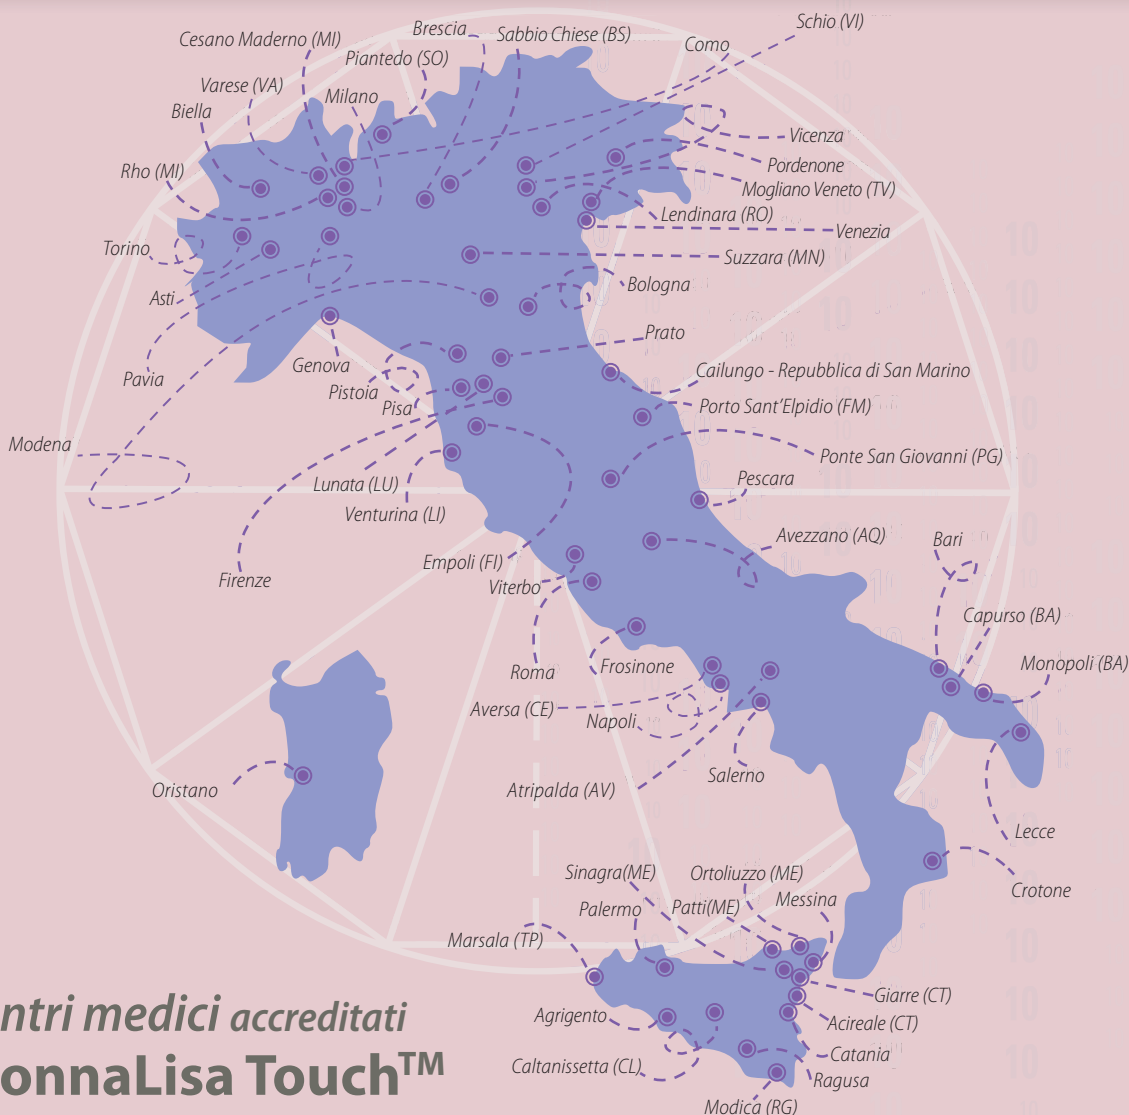 Schio (VI)
Brescia
Sabbio Chiese (BS)
Cesano Maderno (MI)
Como
Piantedo (SO)
Varese (VA)
Milano
Biella
Vicenza
Pordenone
Rho (MI)
Mogliano Veneto (TV)
Lendinara (RO)
Venezia
Torino
Suzzara (MN)
Bologna
Asti
Prato
Genova
Cailungo - Repubblica di San Marino
Pavia
Pistoia
Pisa
Porto Sant'Elpidio (FM)
Modena
Ponte San Giovanni (PG)
Pescara
Lunata (LU)
Venturina (LI)
Avezzano (AQ)
Bari
Empoli (FI)
Firenze
Viterbo
Capurso (BA)
Monopoli (BA)
Roma
Frosinone
Aversa (CE)
Napoli
Salerno
Oristano
Atripalda (AV)
Lecce
Sinagra(ME)
Ortoliuzzo (ME)
Crotone
Palermo
Patti(ME)
Messina
Marsala (TP)
Giarre (CT)
Agrigento
Acireale (CT)
Catania
Caltanissetta (CL)
Ragusa
Modica (RG)
ntri medici accreditati
onnaLisa Touch™